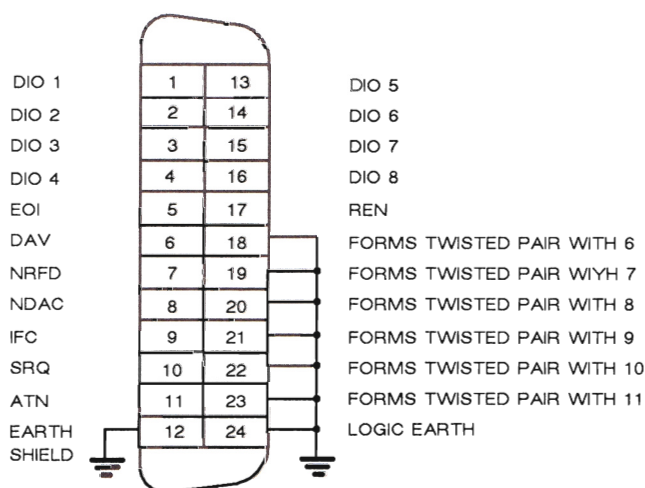 DIO 1 1 13 DIO 5
DIO 2 2 14 DIO 6
DIO 3 3 15 DIO 7
DIO 4 4 16 DIO 8
EOI 5 17 REN
DAV 6 18 FORMS TWISTED PAIR WITH 6
NRFD 7 19 FORMS TWISTED PAIR WIYH 7
NDAC 8 20 FORMS TWISTED PAIR WITH 8
IFC 9 21 FORMS TWISTED PAIR WITH 9
SRQ 10 22 FORMS TWISTED PAIR WITH 10
ATN 11 23 FORMS TWISTED PAIR WITH 11
EARTH 12 24 LOGIC EARTH
SHIELD